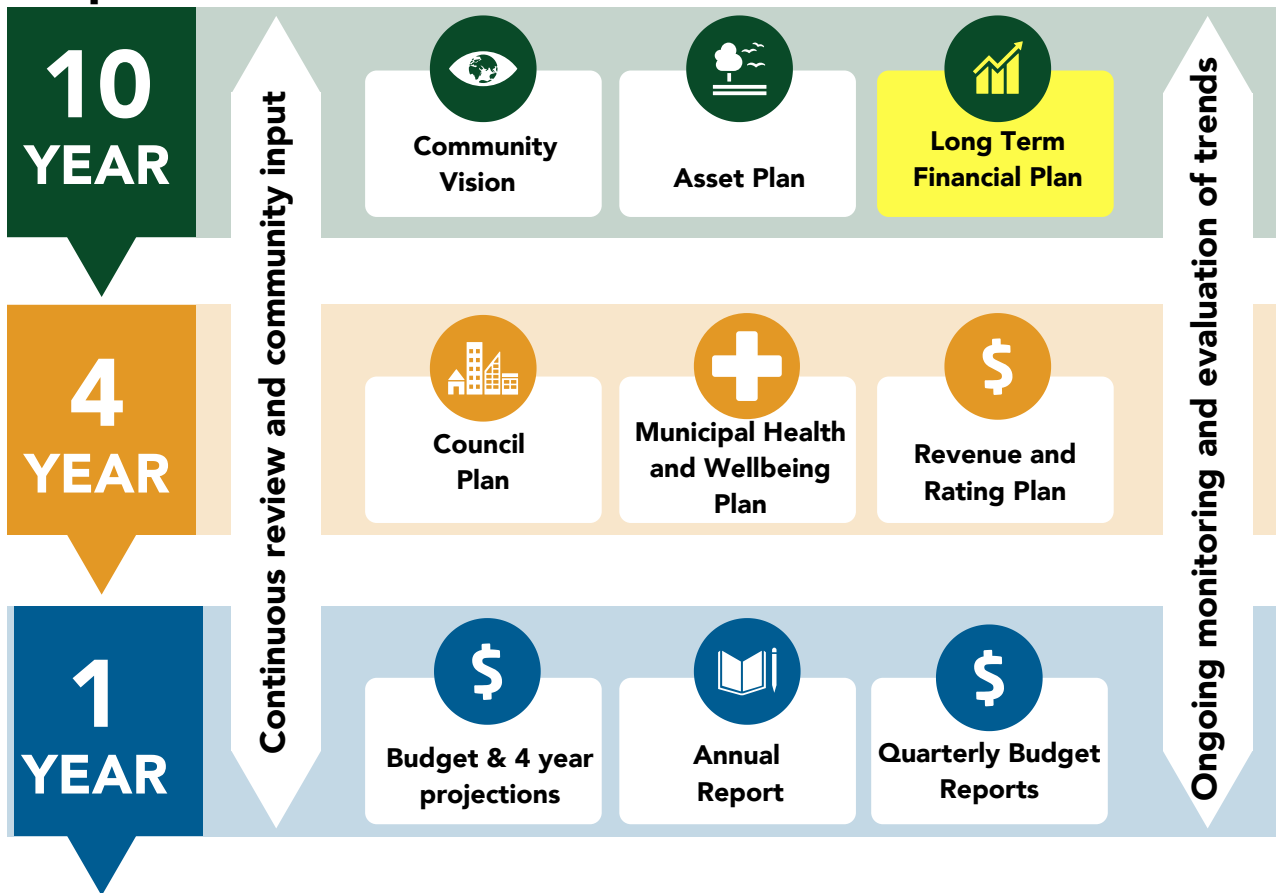 10
YEAR
Continuous review and community input
Community
Vision
Asset Plan
Long Term
Financial Plan
Ongoing monitoring and evaluation of trends
4
YEAR
Council
Plan
Municipal Health
and Wellbeing
Plan
$
Revenue and
Rating Plan
1
YEAR
$
Budget & 4 year
projections
Annual
Report
$
Quarterly Budget
Reports